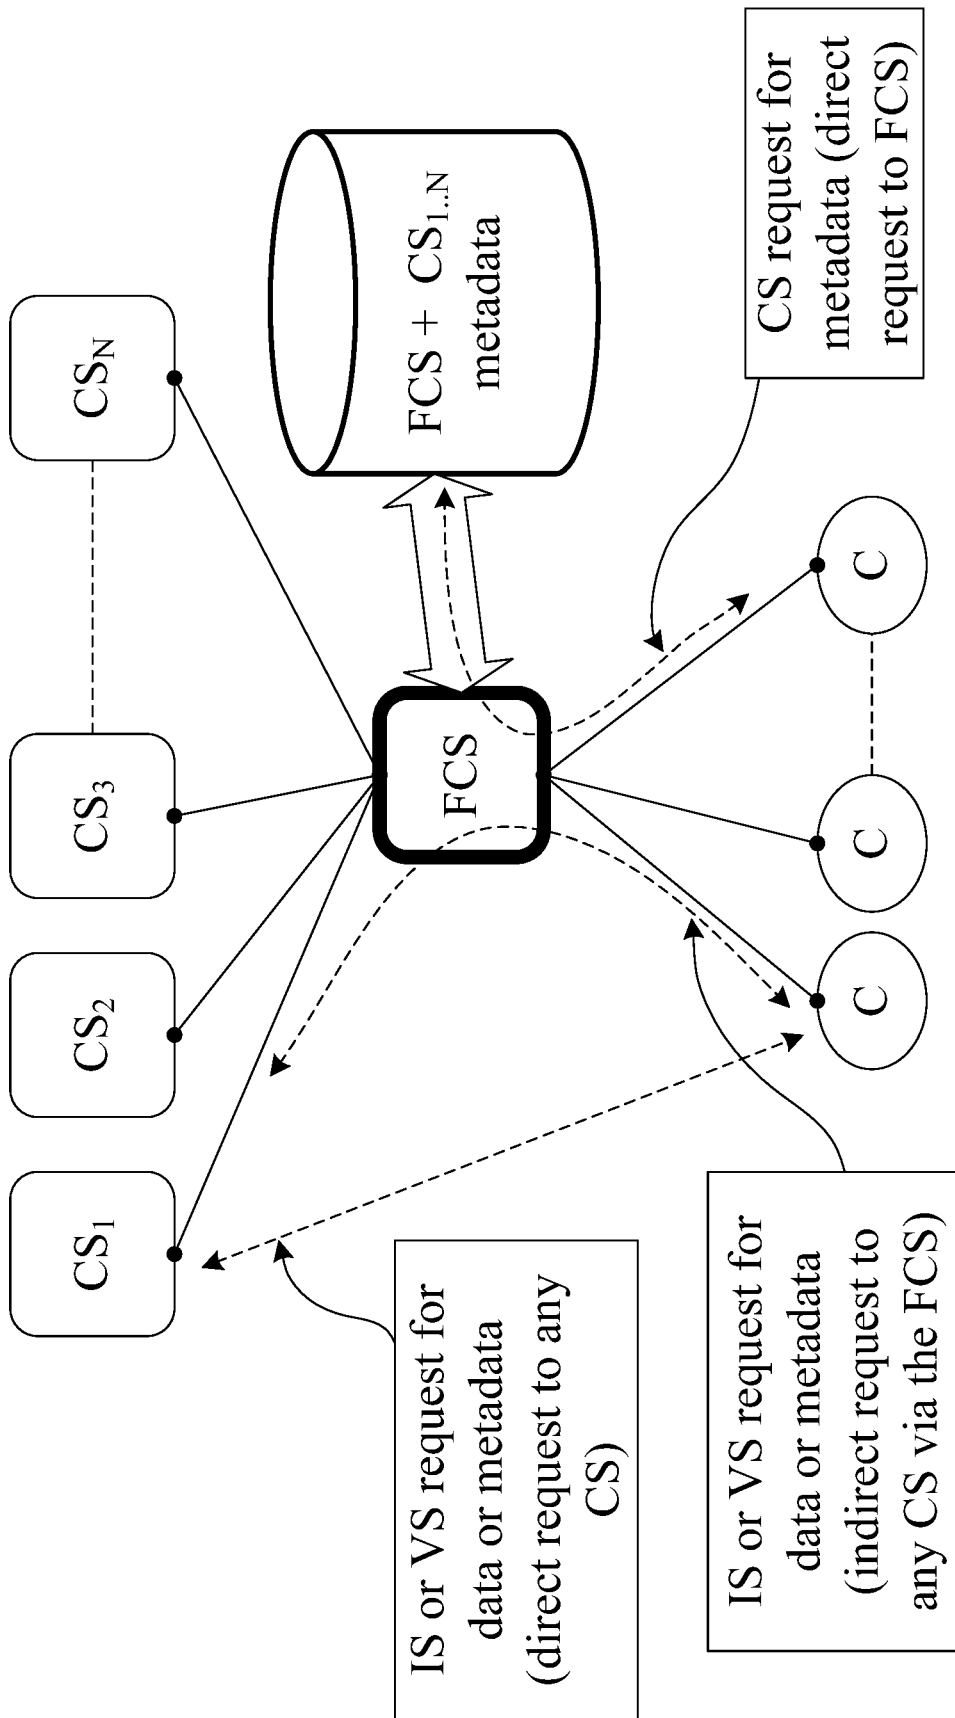 CS1
CS2
CS3
CSN
IS or VS request for
data or metadata
(direct request to any
CS)
FCS
FCS + CS1..N
metadata
IS or VS request for
data or metadata
(indirect request to
any CS via the FCS)
C
C
C
CS request for
metadata (direct
request to FCS)